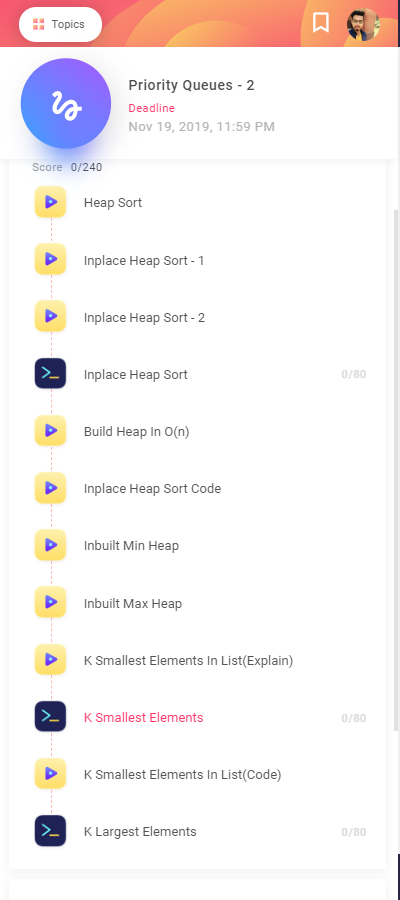 Topics
Priority Queues - 2
Deadline
Nov 19, 2019, 11:59 PM
Score 0/240
Heap Sort
Inplace Heap Sort - 1
Inplace Heap Sort - 2
Inplace Heap Sort 0/80
Build Heap In O(n)
Inplace Heap Sort Code
Inbuilt Min Heap
Inbuilt Max Heap
K Smallest Elements In List(Explain)
K Smallest Elements 0/80
K Smallest Elements In List(Code)
K Largest Elements 0/80